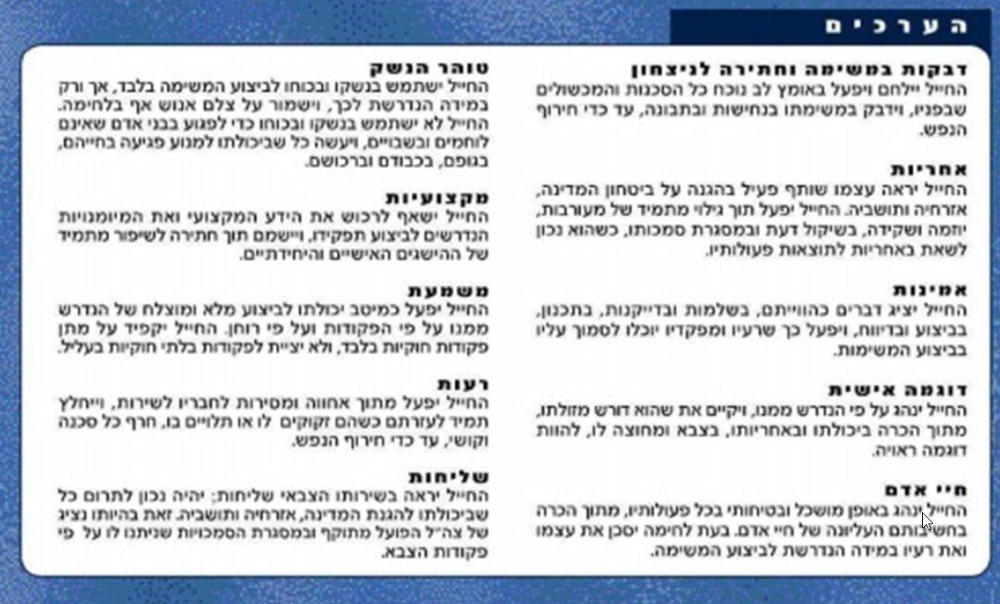 הערכים
דבקות במשימה וחתירה לניצחון
החייל יילחם ויפעל באומץ לב נוכח כל הסכנות והמכשולים
שבפניו, וידבק במשימתו בנחישות ובתבונה, עד כדי חירוף
הנפש.
אחריות
החייל יראה עצמו שותף פעיל בהגנה על ביטחון המדינה,
אזרחיה ותושביה. החייל יפעל תוך גילוי מתמיד של מעורבות,
יוזמה ושקידה, בשיקול דעת ובמסגרת סמכותו, כשהוא נכון
לשאת באחריות לתוצאות פעולותיו.
אמינות
החייל יציג דברים כהווייתם, בשלמות ובדייקנות, בתכנון,
בביצוע ובדיווח, ויפעל כך שרעיו ומפקדיו יוכלו לסמוך עליו
בביצוע המשימות.
דוגמה אישית
החייל ינהג על פי הנדרש ממנו, ויקיים את שהוא דורש מזולתו,
מתוך הכרה ביכולתו ובאחריותו, בצבא ומחוצה לו, להוות
דוגמה ראויה.
חיי אדם
החייל ינהג באופן מושכל ובטיחותי בכל פעולותיו, מתוך הכרה
בחשיבותם העליונה של חיי אדם. בעת לחימה יסכן את עצמו
ואת רעיו במידה הנדרשת לביצוע המשימה.
טוהר הנשק
החייל ישתמש בנשקו ובכוחו לביצוע המשימה בלבד, אך ורק
במידה הנדרשת לכך, וישמור על צלם אנוש אף בלחימה.
החייל לא ישתמש בנשקו ובכוחו כדי לפגוע בבני אדם שאינם
לוחמים ובשבויים, ויעשה כל שביכולתו למנוע פגיעה בחייהם,
בגופם, בכבודם וברכושם.
מקצועיות
החייל ישאף לרכוש את הידע המקצועי ואת המיומנויות
הנדרשים לביצוע תפקידו, ויישמם תוך חתירה לשיפור מתמיד
של ההישגים האישיים והיחידתיים.
משמעת
החייל יפעל כמיטב יכולתו לביצוע מלא ומוצלח של הנדרש
ממנו על פי הפקודות ועל פי רוחן. החייל יקפיד על מתן
פקודות חוקיות בלבד, ולא יציית לפקודות בלתי חוקיות בעליל.
רעות
החייל יפעל מתוך אחווה ומסירות לחבריו לשירות, וייחלץ
תמיד לעזרתם כשהם זקוקים לו או תלויים בו, חרף כל סכנה
וקושי, עד כדי חירוף הנפש.
שליחות
החייל יראה בשירותו הצבאי שליחות; יהיה נכון לתרום כל
שביכולתו להגנת המדינה, אזרחיה ותושביה. זאת בהיותו נציג
של צה"ל הפועל מתוקף ובמסגרת הסמכויות שניתנו לו על פי
פקודות הצבא.